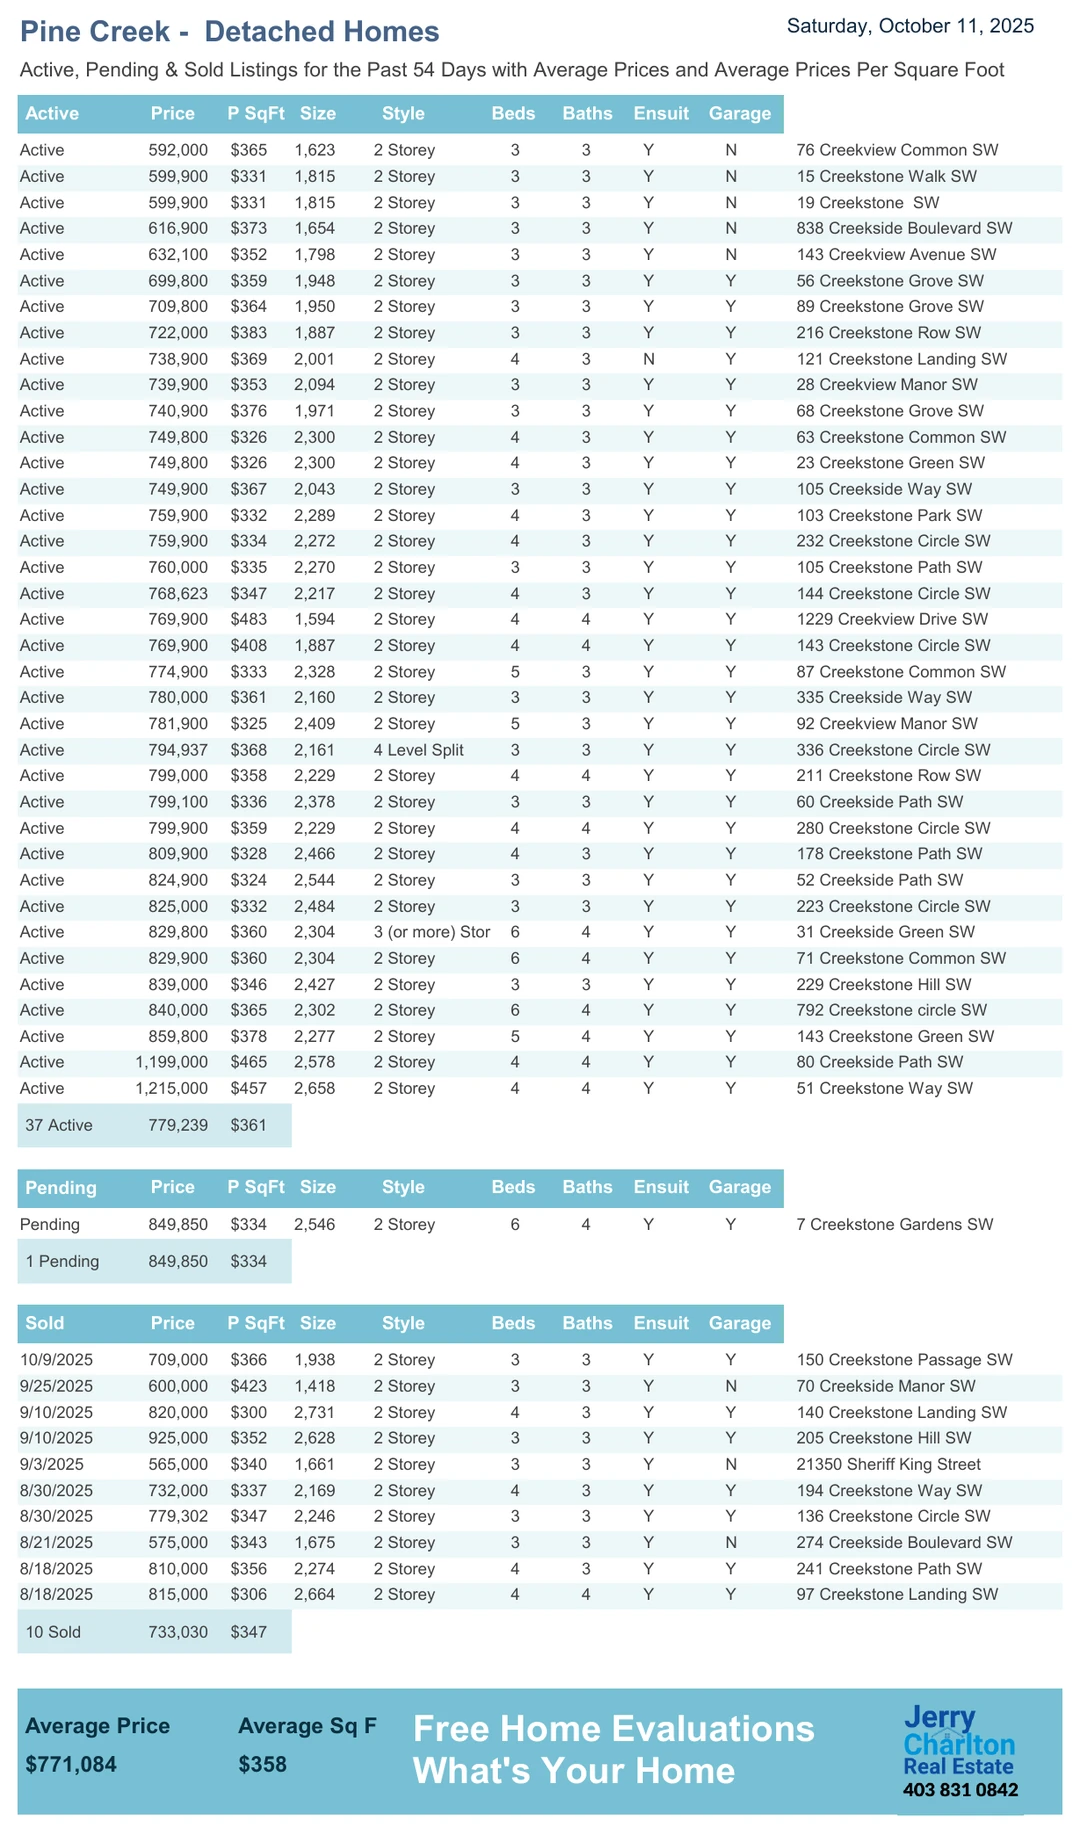 Pine Creek - Detached Homes
Saturday, October 11, 2025
Active, Pending & Sold Listings for the Past 54 Days with Average Prices and Average Prices Per Square Foot
Active Price P SqFt Size Style Beds Baths Ensuit Garage
Active 592,000 $365 1,623 2 Storey 3 3 Y N 76 Creekview Common SW
Active 599,900 $331 1,815 2 Storey 3 3 Y N 15 Creekstone Walk SW
Active 599,900 $331 1,815 2 Storey 3 3 Y N 19 Creekstone SW
Active 616,900 $373 1,654 2 Storey 3 3 Y N 838 Creekside Boulevard SW
Active 632,100 $352 1,798 2 Storey 3 3 Y N 143 Creekview Avenue SW
Active 699,800 $359 1,948 2 Storey 3 3 Y Y 56 Creekstone Grove SW
Active 709,800 $364 1,950 2 Storey 3 3 Y Y 89 Creekstone Grove SW
Active 722,000 $383 1,887 2 Storey 3 3 Y Y 216 Creekstone Row SW
Active 738,900 $369 2,001 2 Storey 4 3 N Y 121 Creekstone Landing SW
Active 739,900 $353 2,094 2 Storey 3 3 Y Y 28 Creekview Manor SW
Active 740,900 $376 1,971 2 Storey 3 3 Y Y 68 Creekstone Grove SW
Active 749,800 $326 2,300 2 Storey 4 3 Y Y 63 Creekstone Common SW
Active 749,800 $326 2,300 2 Storey 4 3 Y Y 23 Creekstone Green SW
Active 749,900 $367 2,043 2 Storey 3 3 Y Y 105 Creekside Way SW
Active 759,900 $332 2,289 2 Storey 4 3 Y Y 103 Creekstone Park SW
Active 759,900 $334 2,272 2 Storey 4 3 Y Y 232 Creekstone Circle SW
Active 760,000 $335 2,270 2 Storey 3 3 Y Y 105 Creekstone Path SW
Active 768,623 $347 2,217 2 Storey 4 3 Y Y 144 Creekstone Circle SW
Active 769,900 $483 1,594 2 Storey 4 4 Y Y 1229 Creekview Drive SW
Active 769,900 $408 1,887 2 Storey 4 4 Y Y 143 Creekstone Circle SW
Active 774,900 $333 2,328 2 Storey 5 3 Y Y 87 Creekstone Common SW
Active 780,000 $361 2,160 2 Storey 3 3 Y Y 335 Creekside Way SW
Active 781,900 $325 2,409 2 Storey 5 3 Y Y 92 Creekview Manor SW
Active 794,937 $368 2,161 4 Level Split 3 3 Y Y 336 Creekstone Circle SW
Active 799,000 $358 2,229 2 Storey 4 4 Y Y 211 Creekstone Row SW
Active 799,100 $336 2,378 2 Storey 3 3 Y Y 60 Creekside Path SW
Active 799,900 $359 2,229 2 Storey 4 4 Y Y 280 Creekstone Circle SW
Active 809,900 $328 2,466 2 Storey 4 3 Y Y 178 Creekstone Path SW
Active 824,900 $324 2,544 2 Storey 3 3 Y Y 52 Creekside Path SW
Active 825,000 $332 2,484 2 Storey 3 3 Y Y 223 Creekstone Circle SW
Active 829,800 $360 2,304 3 (or more) Stor 6 4 Y Y 31 Creekside Green SW
Active 829,900 $360 2,304 2 Storey 6 4 Y Y 71 Creekstone Common SW
Active 839,000 $346 2,427 2 Storey 3 3 Y Y 229 Creekstone Hill SW
Active 840,000 $365 2,302 2 Storey 6 4 Y Y 792 Creekstone circle SW
Active 859,800 $378 2,277 2 Storey 5 4 Y Y 143 Creekstone Green SW
Active 1,199,000 $465 2,578 2 Storey 4 4 Y Y 80 Creekside Path SW
Active 1,215,000 $457 2,658 2 Storey 4 4 Y Y 51 Creekstone Way SW
37 Active 779,239 $361
Pending Price P SqFt Size Style Beds Baths Ensuit Garage
Pending 849,850 $334 2,546 2 Storey 6 4 Y Y 7 Creekstone Gardens SW
1 Pending 849,850 $334
Sold Price P SqFt Size Style Beds Baths Ensuit Garage
10/9/2025 709,000 $366 1,938 2 Storey 3 3 Y Y 150 Creekstone Passage SW
9/25/2025 600,000 $423 1,418 2 Storey 3 3 Y N 70 Creekside Manor SW
9/10/2025 820,000 $300 2,731 2 Storey 4 3 Y Y 140 Creekstone Landing SW
9/10/2025 925,000 $352 2,628 2 Storey 3 3 Y Y 205 Creekstone Hill SW
9/3/2025 565,000 $340 1,661 2 Storey 3 3 Y N 21350 Sheriff King Street
8/30/2025 732,000 $337 2,169 2 Storey 4 3 Y Y 194 Creekstone Way SW
8/30/2025 779,302 $347 2,246 2 Storey 3 3 Y Y 136 Creekstone Circle SW
8/21/2025 575,000 $343 1,675 2 Storey 3 3 Y N 274 Creekside Boulevard SW
8/18/2025 810,000 $356 2,274 2 Storey 4 3 Y Y 241 Creekstone Path SW
8/18/2025 815,000 $306 2,664 2 Storey 4 4 Y Y 97 Creekstone Landing SW
10 Sold 733,030 $347
Average Price Average Sq F
$771,084 $358
Free Home Evaluations
What's Your Home
Jerry
Charlton
Real Estate
403 831 0842